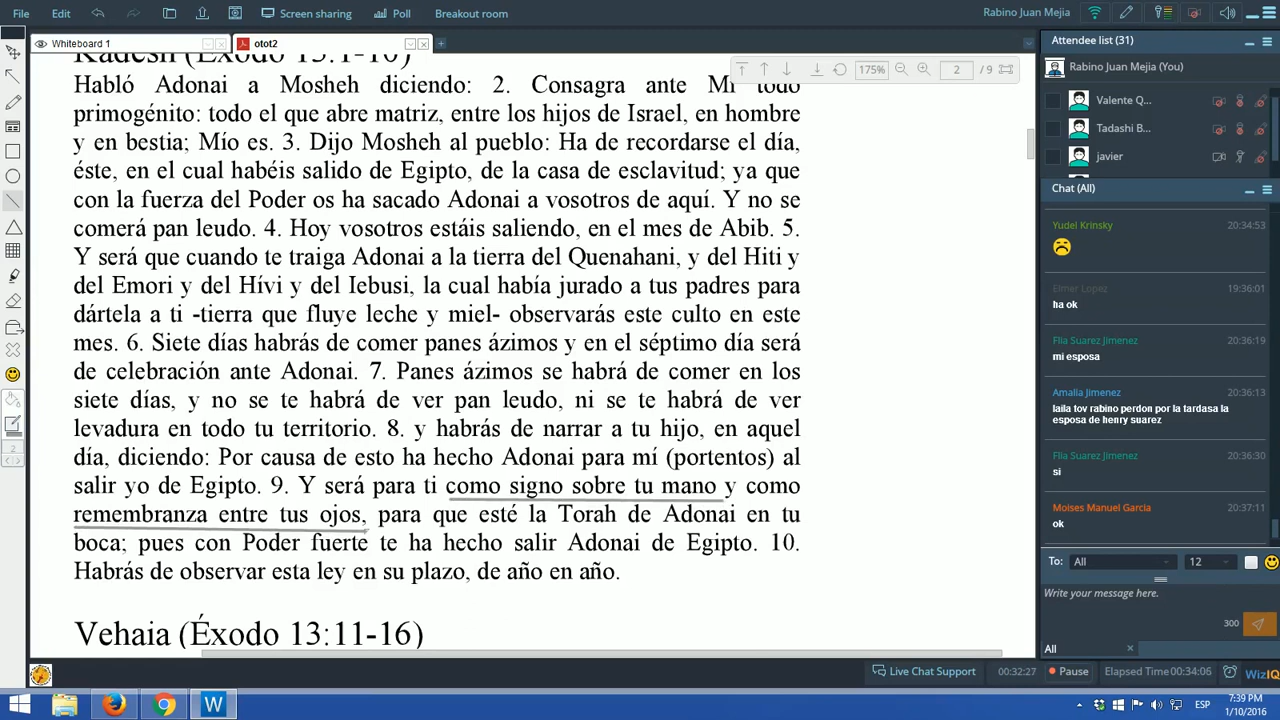 File
Edit
Screen sharing
Poll
Breakout room
Rabino Juan Mejia
Whiteboard 1
otot2
175%
2
/ 9
Kadesh (Éxodo 13:1-10)
Habló Adonai a Mosheh diciendo: 2. Consagra ante Mí todo
primogénito: todo el que abre matriz, entre los hijos de Israel, en hombre
y en bestia; Mío es. 3. Dijo Mosheh al pueblo: Ha de recordarse el día,
éste, en el cual habéis salido de Egipto, de la casa de esclavitud; ya que
con la fuerza del Poder os ha sacado Adonai a vosotros de aquí. Y no se
comerá pan leudo. 4. Hoy vosotros estáis saliendo, en el mes de Abib. 5.
Y será que cuando te traiga Adonai a la tierra del Quenahani, y del Hiti y
del Emori y del Hívi y del Iebusi, la cual había jurado a tus padres para
dártela a ti -tierra que fluye leche y miel- observarás este culto en este
mes. 6. Siete días habrás de comer panes ázimos y en el séptimo día será
de celebración ante Adonai. 7. Panes ázimos se habrá de comer en los
siete días, y no se te habrá de ver pan leudo, ni se te habrá de ver
levadura en todo tu territorio. 8. y habrás de narrar a tu hijo, en aquel
día, diciendo: Por causa de esto ha hecho Adonai para mí (portentos) al
salir yo de Egipto. 9. Y será para ti como signo sobre tu mano y como
remembranza entre tus ojos, para que esté la Torah de Adonai en tu
boca; pues con Poder fuerte te ha hecho salir Adonai de Egipto. 10.
Habrás de observar esta ley en su plazo, de año en año.
Vehaia (Éxodo 13:11-16)
Attendee list (31)
Rabino Juan Mejia (You)
Valente Q...
Tadashi B...
javier
Chat (All)
Yudel Krinsky 20:34:53
Elmer Lopez 19:36:01
ha ok
Flia Suarez Jimenez 20:36:19
mi esposa
Amalia Jimenez 20:36:13
laila tov rabino perdon por la tardasa la
esposa de henry suarez
Flia Suarez Jimenez 20:36:30
si
Moises Manuel Garcia 20:37:11
ok
To: All 12
Write your message here.
300
All
2
Live Chat Support
00:32:27
Pause
Elapsed Time 00:34:06
WizIQ
ESP
7:39 PM
1/10/2016